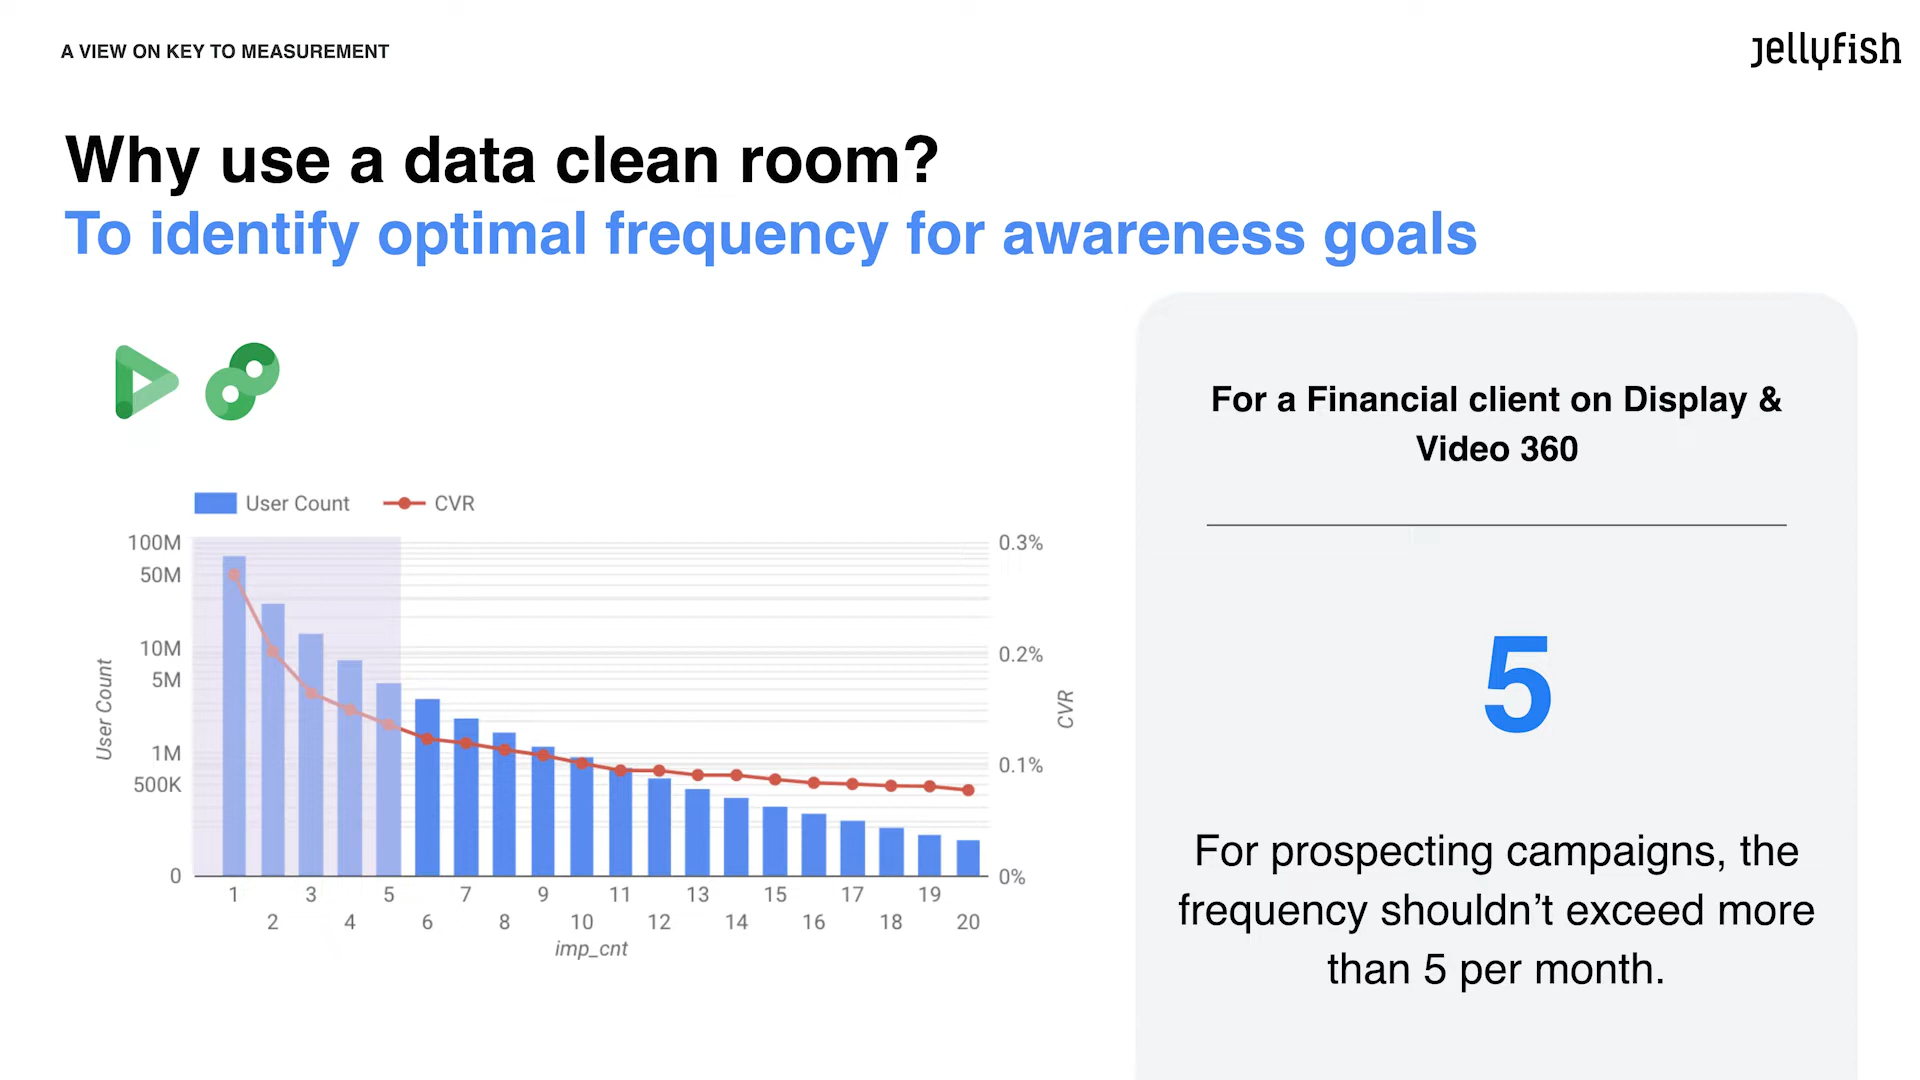 A VIEW ON KEY TO MEASUREMENT
jellyfish
Why use a data clean room?
To identify optimal frequency for awareness goals
For a Financial client on Display &
Video 360
5
For prospecting campaigns, the
frequency shouldn’t exceed more
than 5 per month.
User Count
CVR
100M
50M
10M
5M
1M
500K
0
User Count
0.3%
0.2%
0.1%
0%
CVR
1 3 5 7 9 11 13 15 17 19
2 4 6 8 10 12 14 16 18 20
imp_cnt